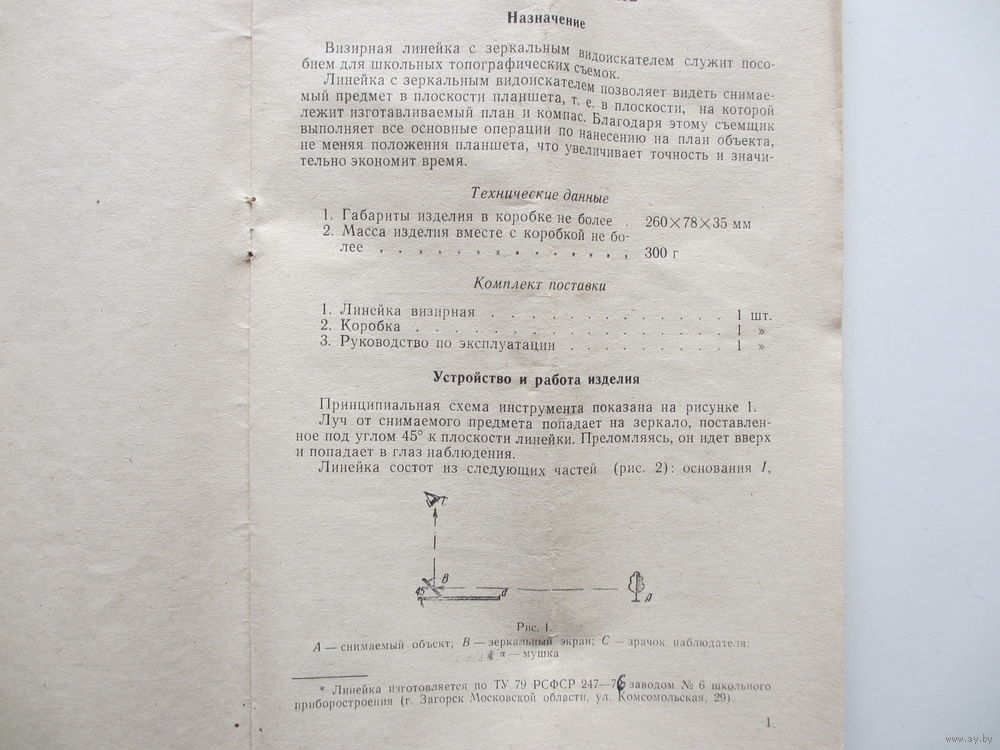 Назначение
Визирная линейка с зеркальным видоискателем служит посо-
бием для школьных топографических съемок.
Линейка с зеркальным видоискателем позволяет видеть снимае-
мый предмет в плоскости планшета, т. е. в плоскости, на которой
лежит изготавливаемый план и компас. Благодаря этому съемщик
выполняет все основные операции по нанесению на план объекта,
не меняя положения планшета, что увеличивает точность и значи-
тельно экономит время.
Технические данные
1. Габариты изделия в коробке не более . 260×78×35 мм
2. Масса изделия вместе с коробкой не бо-
лее . . . . . . . . . . . . . . 300 г
Комплект поставки
1. Линейка визирная . . . . . . . . . . 1 шт.
2. Коробка . . . . . . . . . . . . . 1 »
3. Руководство по эксплуатации . . . . . . . 1 »
Устройство и работа изделия
Принципиальная схема инструмента показана на рисунке 1.
Луч от снимаемого предмета попадает на зеркало, поставлен-
ное под углом 45° к плоскости линейки. Преломляясь, он идет вверх
и попадает в глаз наблюдения.
Линейка состот из следующих частей (рис. 2): основания 1,
B
45°
d
A
Рис. 1.
А — снимаемый объект; В — зеркальный экран; С — зрачок наблюдателя;
α — мушка
* Линейка изготовляется по ТУ 79 РСФСР 247—76 заводом № 6 школьного
приборостроения (г. Загорск Московской области, ул. Комсомольская, 29).
1
www.ay.by